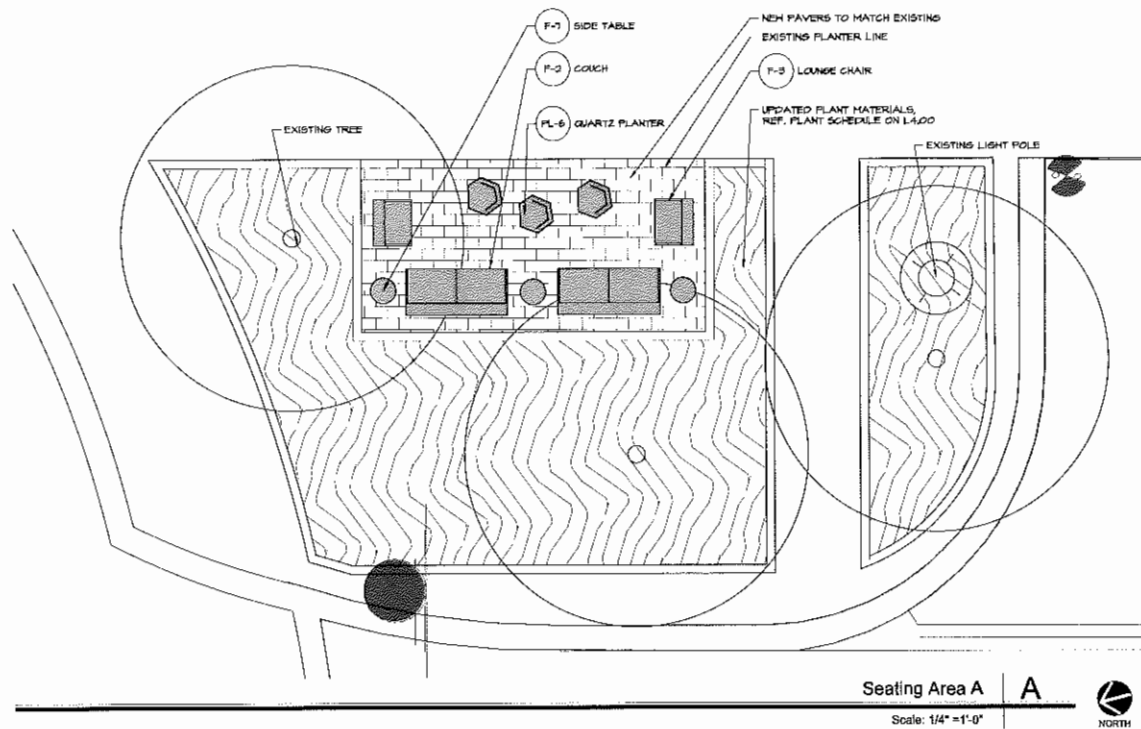 F-1 SIDE TABLE
NEW PAVERS TO MATCH EXISTING
EXISTING PLANTER LINE
F-2 COUCH
F-3 LOUNGE CHAIR
PL-6 QUARTZ PLANTER
UPDATED PLANT MATERIALS,
REF. PLANT SCHEDULE ON L4.00
EXISTING TREE
EXISTING LIGHT POLE
Seating Area A
A
Scale: 1/4" =1'-0"
NORTH